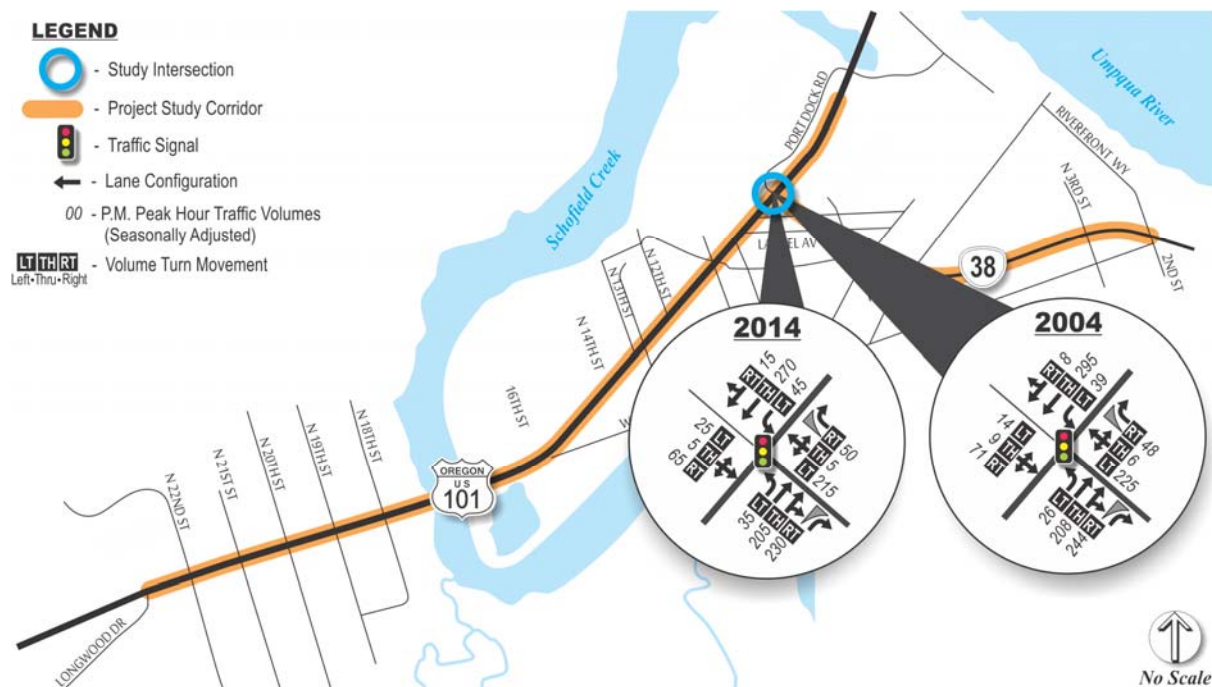 LEGEND
- Study Intersection
- Project Study Corridor
- Traffic Signal
- Lane Configuration
00 - P.M. Peak Hour Traffic Volumes
(Seasonally Adjusted)
LT TH RT - Volume Turn Movement
Left•Thru•Right
Schofield Creek
Umpqua River
PORT DOCK RD
RIVERFRONT WY
N 3RD ST
2ND ST
38
N 12TH ST
N 13TH ST
N 14TH ST
16TH ST
W
OREGON
U S
101
N 18TH ST
N 19TH ST
N 20TH ST
N 21ST ST
N 22ND ST
LONGWOOD DR
2014
15 270 45
RT TH LT
25 5 65
LT TH RT
RT TH LT
50 5 215
LT TH RT
35 205 230
2004
8 295 39
RT TH LT
14 9 71
LT TH RT
RT TH LT
48 6 225
LT TH RT
26 208 244
No Scale